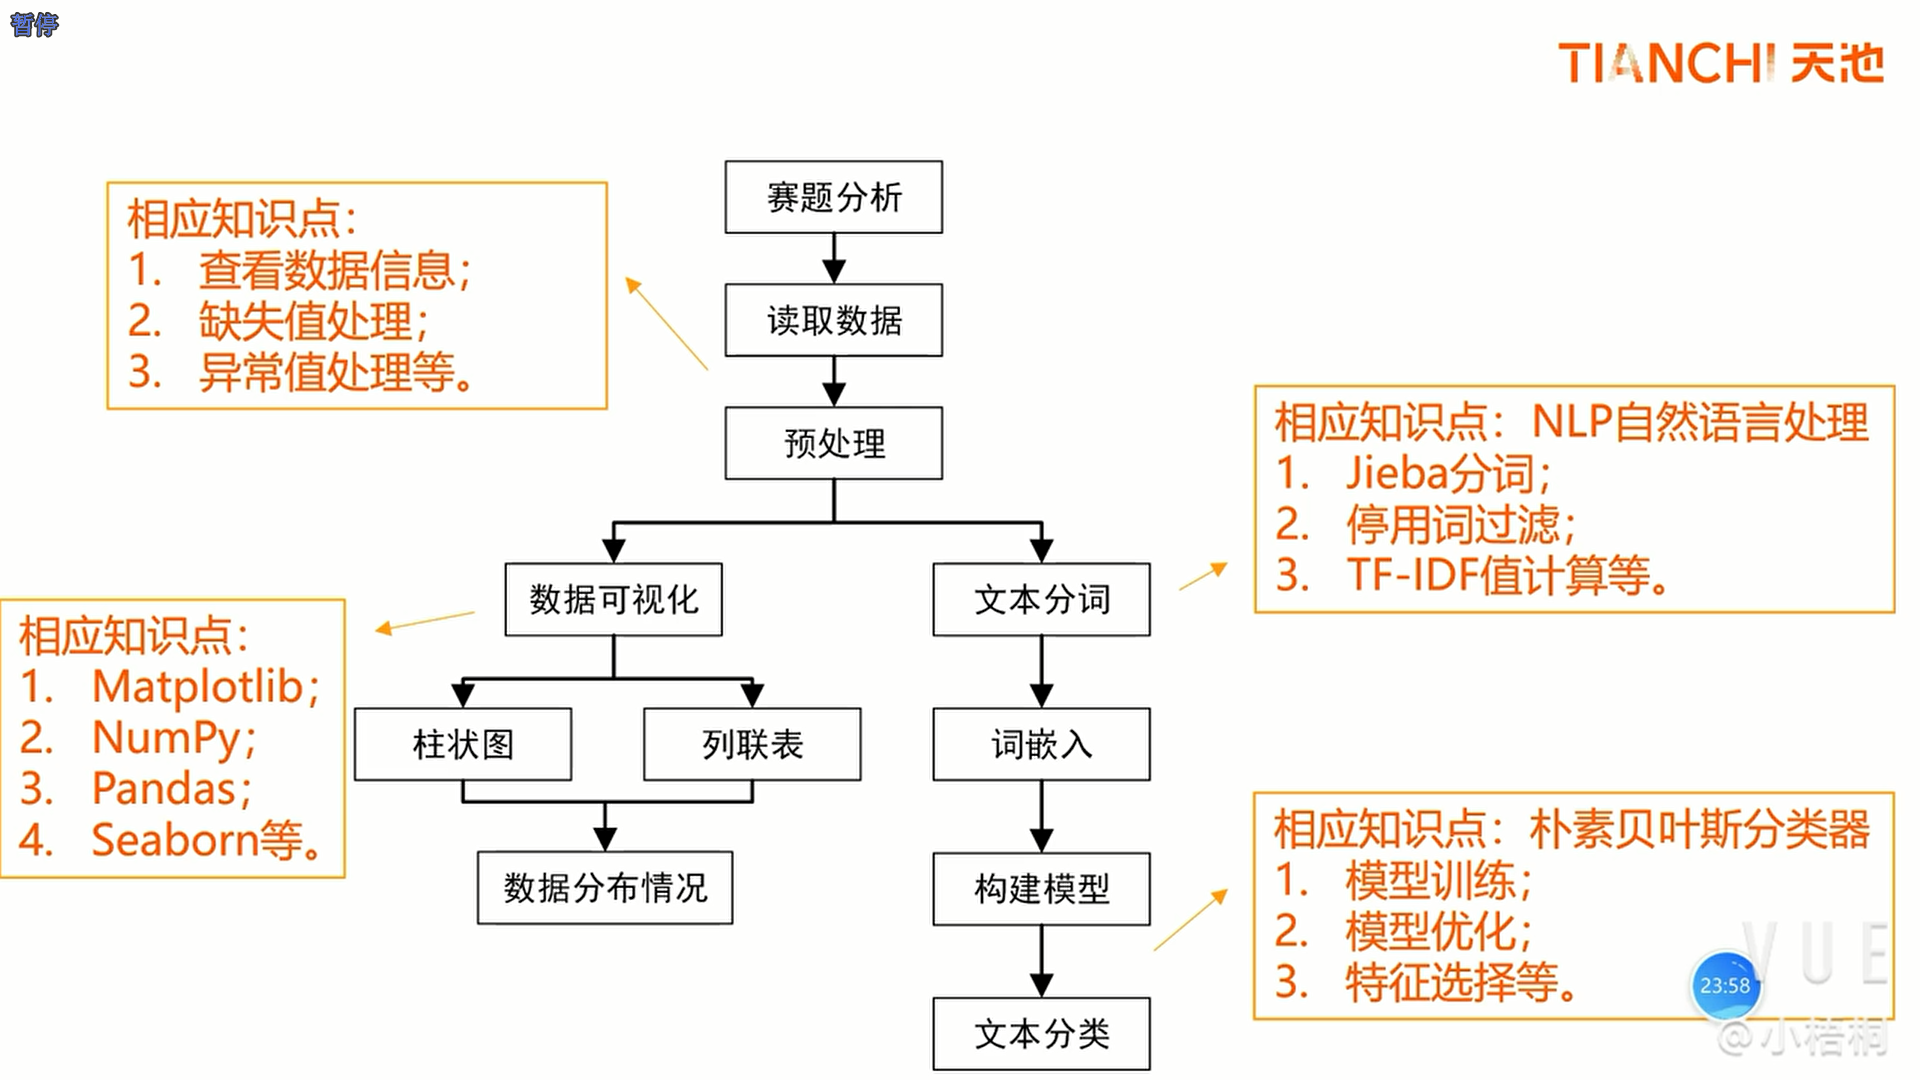 暂停
TIANCHI 天池
赛题分析
相应知识点：
1. 查看数据信息；
2. 缺失值处理；
3. 异常值处理等。
读取数据
预处理
相应知识点：NLP自然语言处理
1. Jieba分词；
2. 停用词过滤；
3. TF-IDF值计算等。
数据可视化
文本分词
相应知识点：
1. Matplotlib；
2. NumPy；
3. Pandas；
4. Seaborn等。
柱状图
列联表
词嵌入
数据分布情况
构建模型
相应知识点：朴素贝叶斯分类器
1. 模型训练；
2. 模型优化；
3. 特征选择等。
文本分类
VUE
23:58
@小梧桐